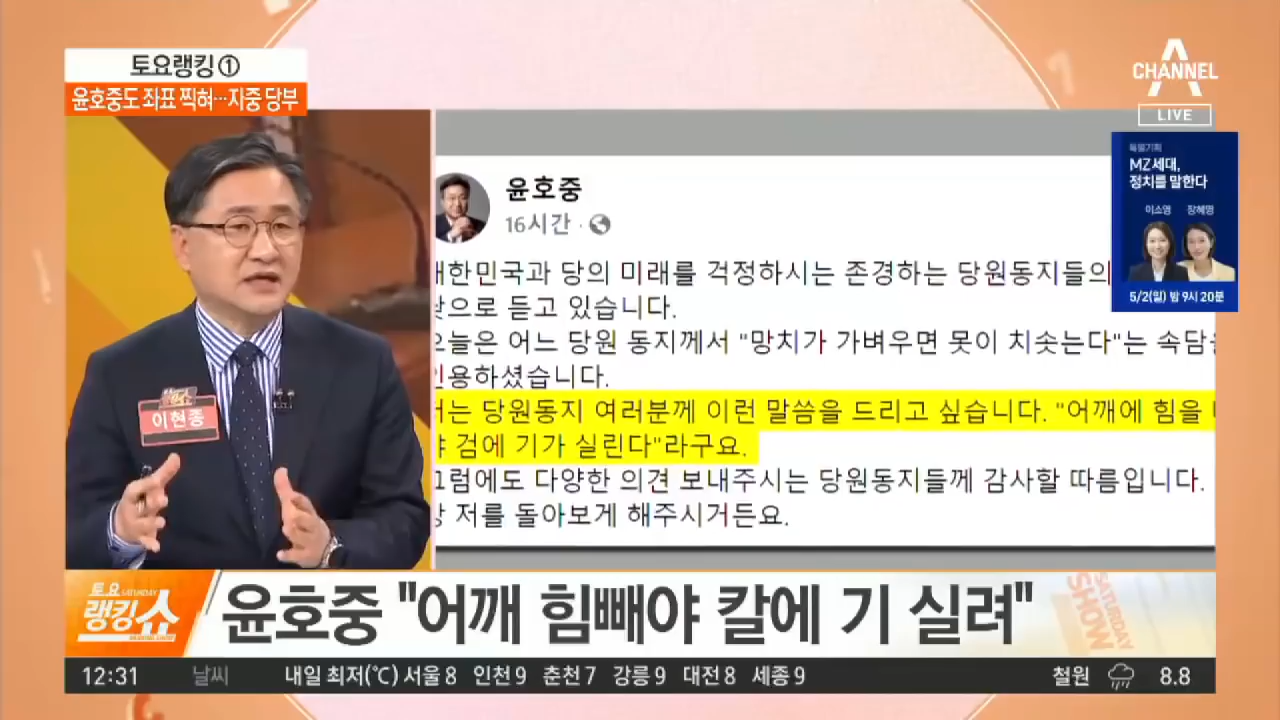 토요랭킹 ①
윤호중도 좌표 찍혀…자중 당부
CHANNEL A
LIVE
특별기획
MZ세대,
정치를 말한다
이소영 장혜영
5/2(일) 밤 9시 20분
윤호중
16시간
대한민국과 당의 미래를 걱정하시는 존경하는 당원동지들의
으로 듣고 있습니다.
오늘은 어느 당원 동지께서 "망치가 가벼우면 못이 치솟는다"는 속담을
인용하셨습니다.
저는 당원동지 여러분께 이런 말씀을 드리고 싶습니다. "어깨에 힘을
야 검에 기가 실린다"라구요.
그럼에도 다양한 의견 보내주시는 당원동지들께 감사할 따름입니다.
저를 돌아보게 해주시거든요.
이현종
토요 SATURDAY
랭킹쇼
윤호중 "어깨 힘빼야 칼에 기 실려"
SATURDAY
SHOW
12:31 날씨 내일 최저(℃) 서울 8 인천 9 춘천 7 강릉 9 대전 8 세종 9 철원 8.8